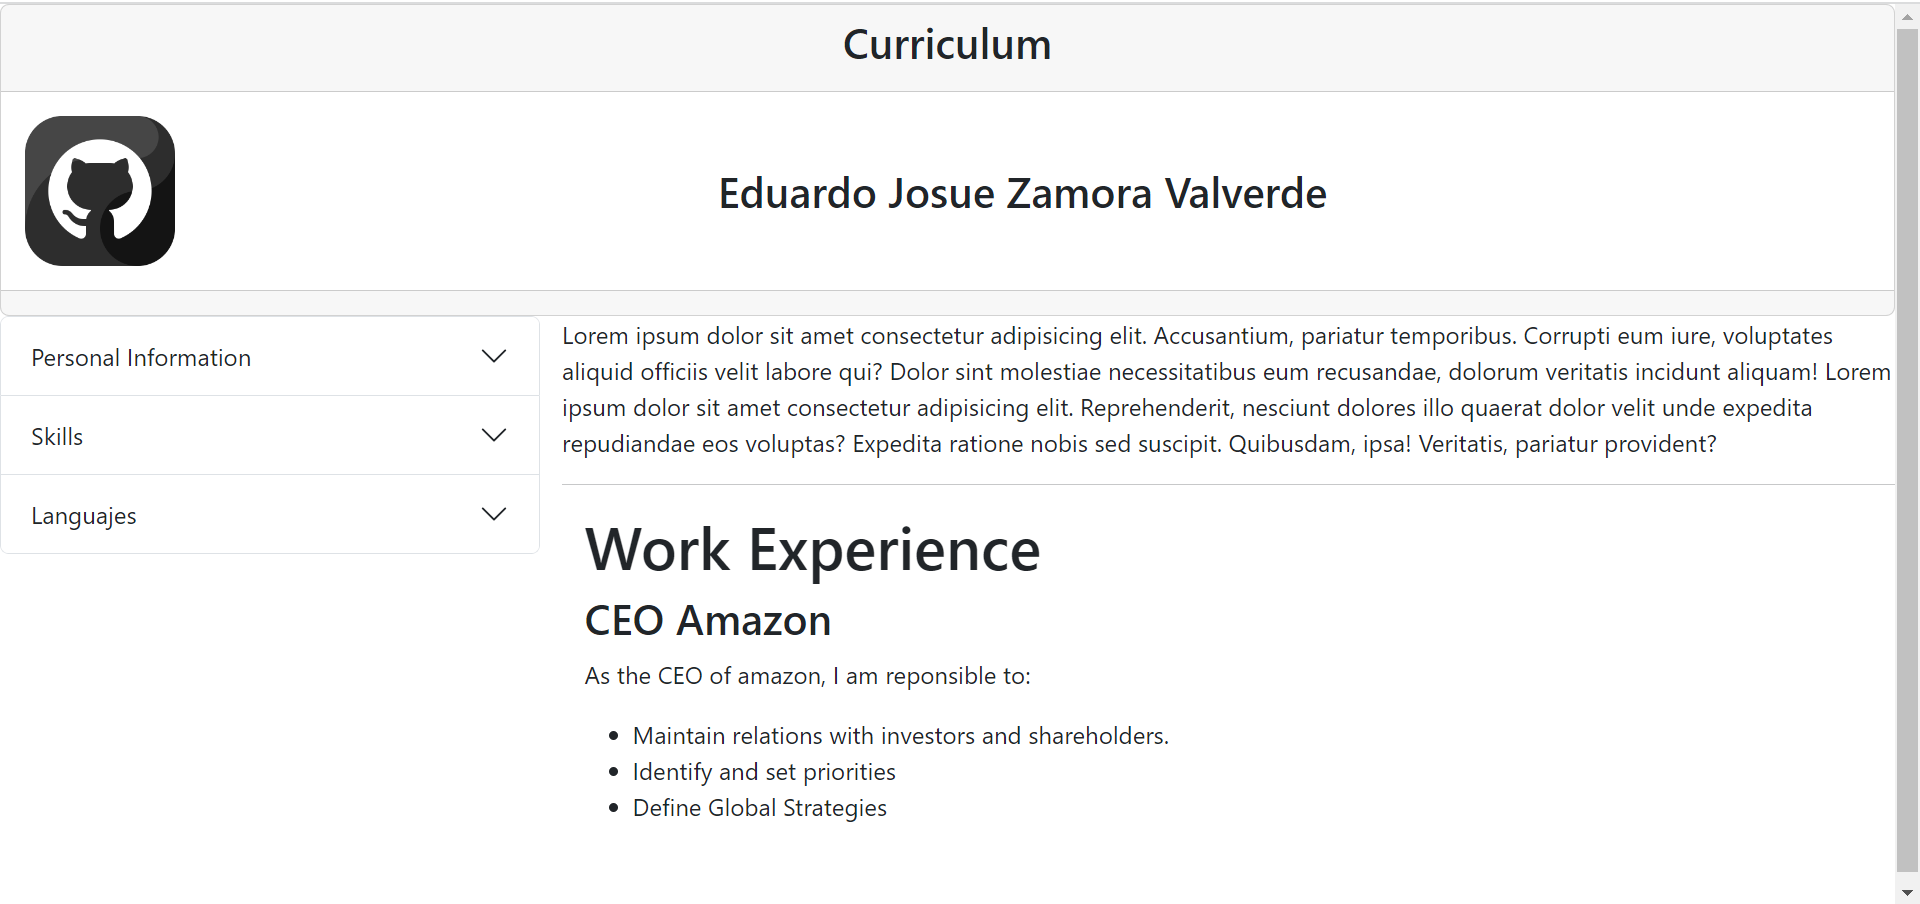 Curriculum
Eduardo Josue Zamora Valverde
Personal Information
Skills
Languajes
Lorem ipsum dolor sit amet consectetur adipisicing elit. Accusantium, pariatur temporibus. Corrupti eum iure, voluptates
aliquid officiis velit labore qui? Dolor sint molestiae necessitatibus eum recusandae, dolorum veritatis incidunt aliquam! Lorem
ipsum dolor sit amet consectetur adipisicing elit. Reprehenderit, nesciunt dolores illo quaerat dolor velit unde expedita
repudiandae eos voluptas? Expedita ratione nobis sed suscipit. Quibusdam, ipsa! Veritatis, pariatur provident?
Work Experience
CEO Amazon
As the CEO of amazon, I am reponsible to:
• Maintain relations with investors and shareholders.
• Identify and set priorities
• Define Global Strategies